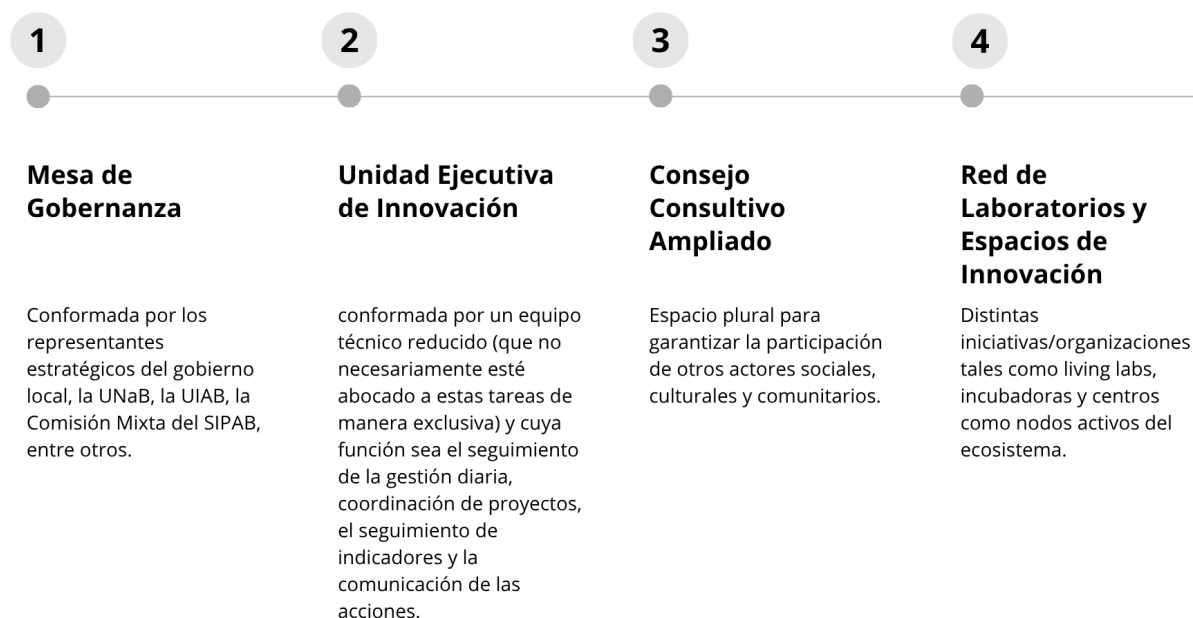 1
Mesa de
Gobernanza
Conformada por los
representantes
estratégicos del gobierno
local, la UNaB, la UIAB, la
Comisión Mixta del SIPAB,
entre otros.
2
Unidad Ejecutiva
de Innovación
conformada por un equipo
técnico reducido (que no
necesariamente esté
abocado a estas tareas de
manera exclusiva) y cuya
función sea el seguimiento
de la gestión diaria,
coordinación de proyectos,
el seguimiento de
indicadores y la
comunicación de las
acciones.
3
Consejo
Consultivo
Ampliado
Espacio plural para
garantizar la participación
de otros actores sociales,
culturales y comunitarios.
4
Red de
Laboratorios y
Espacios de
Innovación
Distintas
iniciativas/organizaciones
tales como living labs,
incubadoras y centros
como nodos activos del
ecosistema.